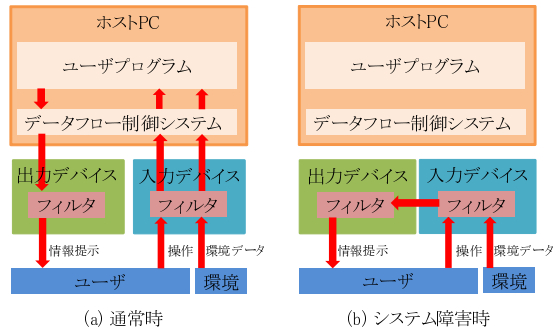 ホストPC
ユーザプログラム
データフロー制御システム
出力デバイス
フィルタ
入力デバイス
フィルタ
情報提示
操作
環境データ
ユーザ
環境
(a) 通常時
ホストPC
ユーザプログラム
データフロー制御システム
出力デバイス
フィルタ
入力デバイス
フィルタ
情報提示
操作
環境データ
ユーザ
環境
(b) システム障害時